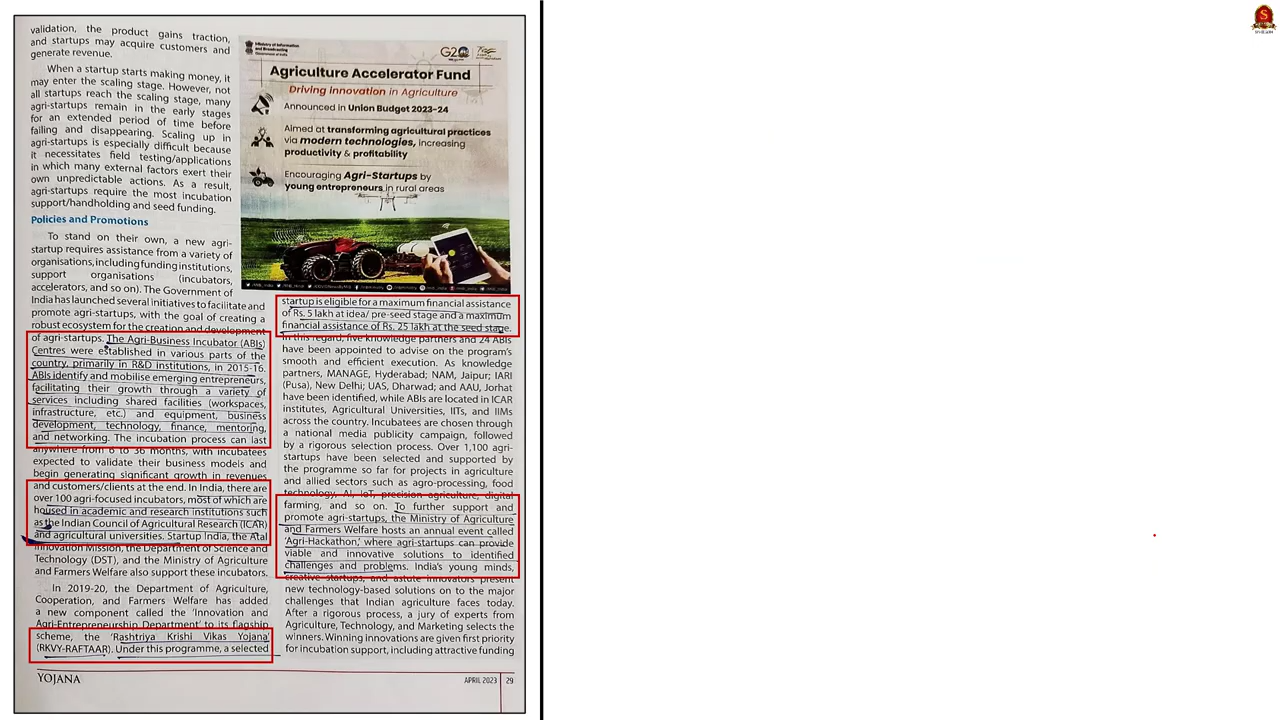 validation, the product gains traction,
and startups may acquire customers and
generate revenue.
When a startup starts making money, it
may enter the scaling stage. However, not
all startups reach the scaling stage, many
agri-startups remain in the early stages
for an extended period of time before
failing and disappearing. Scaling up in
agri-startups is especially difficult because
it necessitates field testing/applications
in which many external factors exert their
own unpredictable actions. As a result,
agri-startups require the most incubation
support/handholding and seed funding.
Policies and Promotions
To stand on their own, a new agri-
startup requires assistance from a variety of
organisations, including funding institutions,
support organisations (incubators,
accelerators, and so on). The Government of
India has launched several initiatives to facilitate and
promote agri-startups, with the goal of creating a
robust ecosystem for the creation and development
of agri-startups. The Agri-Business Incubator (ABIs)
Centres were established in various parts of the
country, primarily in R&D institutions, in 2015-16.
ABIs identify and mobilise emerging entrepreneurs,
facilitating their growth through a variety of
services including shared facilities (workspaces,
infrastructure, etc.) and equipment, business
development, technology, finance, mentoring,
and networking. The incubation process can last
anywhere from 6 to 36 months, with incubatees
expected to validate their business models and
begin generating significant growth in revenues
and customers/clients at the end. In India, there are
over 100 agri-focused incubators, most of which are
housed in academic and research institutions such
as the Indian Council of Agricultural Research (ICAR)
and agricultural universities. Startup India, the Atal
Innovation Mission, the Department of Science and
Technology (DST), and the Ministry of Agriculture
and Farmers Welfare also support these incubators.
In 2019-20, the Department of Agriculture,
Cooperation, and Farmers Welfare has added
a new component called the 'Innovation and
Agri-Entrepreneurship Department' to its flagship
scheme, the 'Rashtriya Krishi Vikas Yojana'
(RKVY-RAFTAAR). Under this programme, a selected
Ministry of Information
and Broadcasting
Government of India
G20
Agriculture Accelerator Fund
Driving innovation in Agriculture
Announced in Union Budget 2023-24
Aimed at transforming agricultural practices
via modern technologies, increasing
productivity & profitability
Encouraging Agri-Startups by
young entrepreneurs in rural areas
startup is eligible for a maximum financial assistance
of Rs. 5 lakh at idea/ pre-seed stage and a maximum
financial assistance of Rs. 25 lakh at the seed stage.
In this regard, five knowledge partners and 24 ABIs
have been appointed to advise on the program's
smooth and efficient execution. As knowledge
partners, MANAGE, Hyderabad; NAM, Jaipur; IARI
(Pusa), New Delhi; UAS, Dharwad; and AAU, Jorhat
have been identified, while ABIs are located in ICAR
institutes, Agricultural Universities, IITs, and IIMs
across the country. Incubatees are chosen through
a national media publicity campaign, followed
by a rigorous selection process. Over 1,100 agri-
startups have been selected and supported by
the programme so far for projects in agriculture
and allied sectors such as agro-processing, food
technology, AI, IoT, precision agriculture, digital
farming, and so on. To further support and
promote agri-startups, the Ministry of Agriculture
and Farmers Welfare hosts an annual event called
'Agri-Hackathon,' where agri-startups can provide
viable and innovative solutions to identified
challenges and problems. India's young minds,
creative startups, and astute innovators present
new technology-based solutions on to the major
challenges that Indian agriculture faces today.
After a rigorous process, a jury of experts from
Agriculture, Technology, and Marketing selects the
winners. Winning innovations are given first priority
for incubation support, including attractive funding
YOJANA
APRIL 2023 29